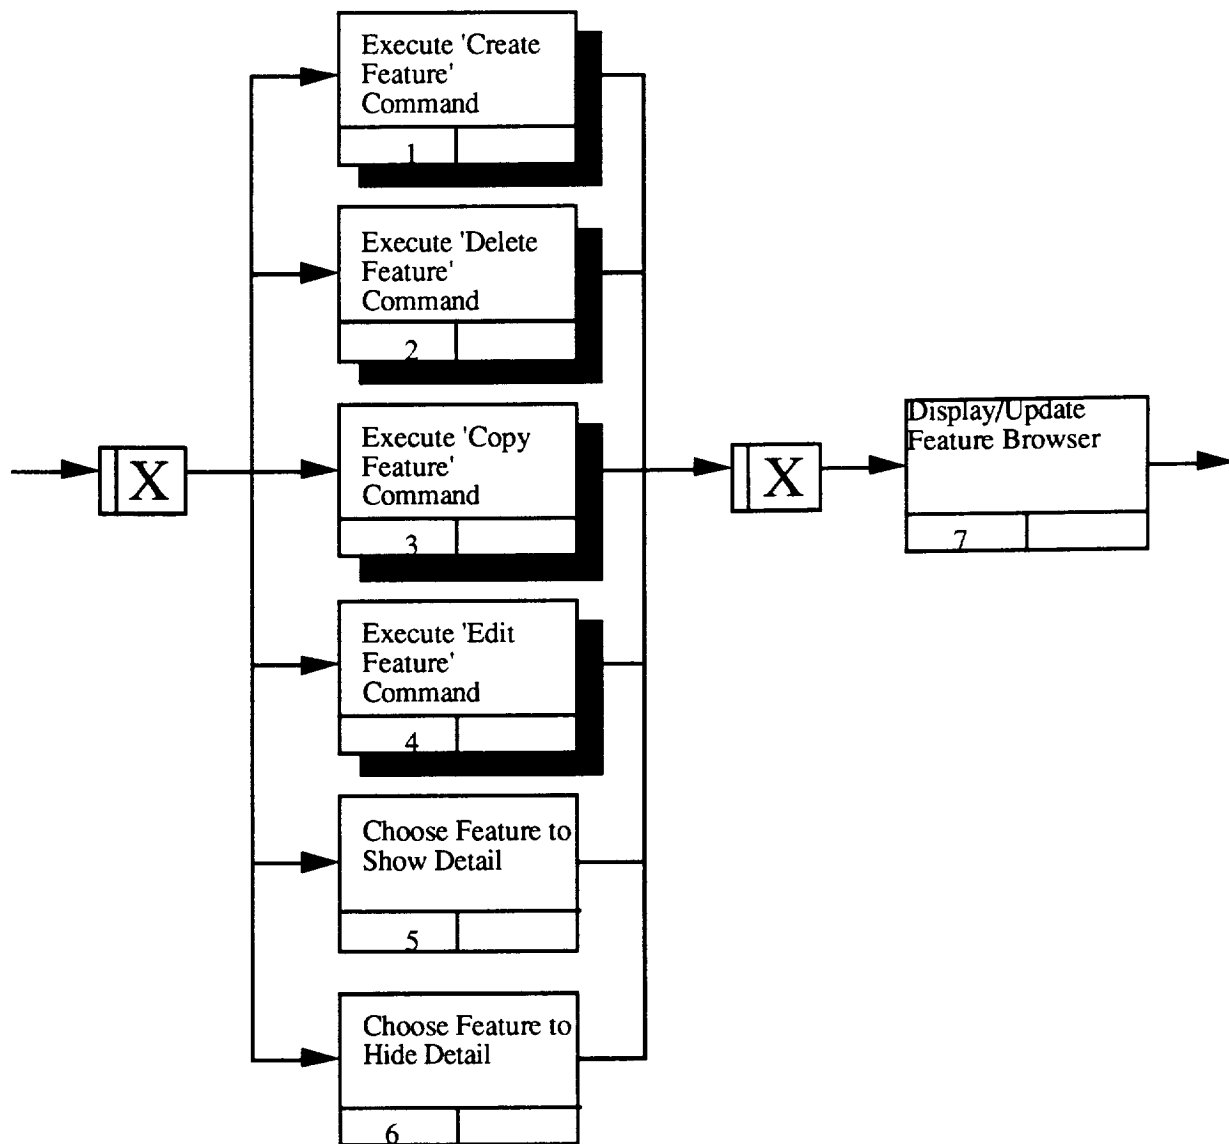 Execute 'Create
Feature'
Command
1
Execute 'Delete
Feature'
Command
2
X
Execute 'Copy
Feature'
Command
3
X
Display/Update
Feature Browser
7
Execute 'Edit
Feature'
Command
4
Choose Feature to
Show Detail
5
Choose Feature to
Hide Detail
6